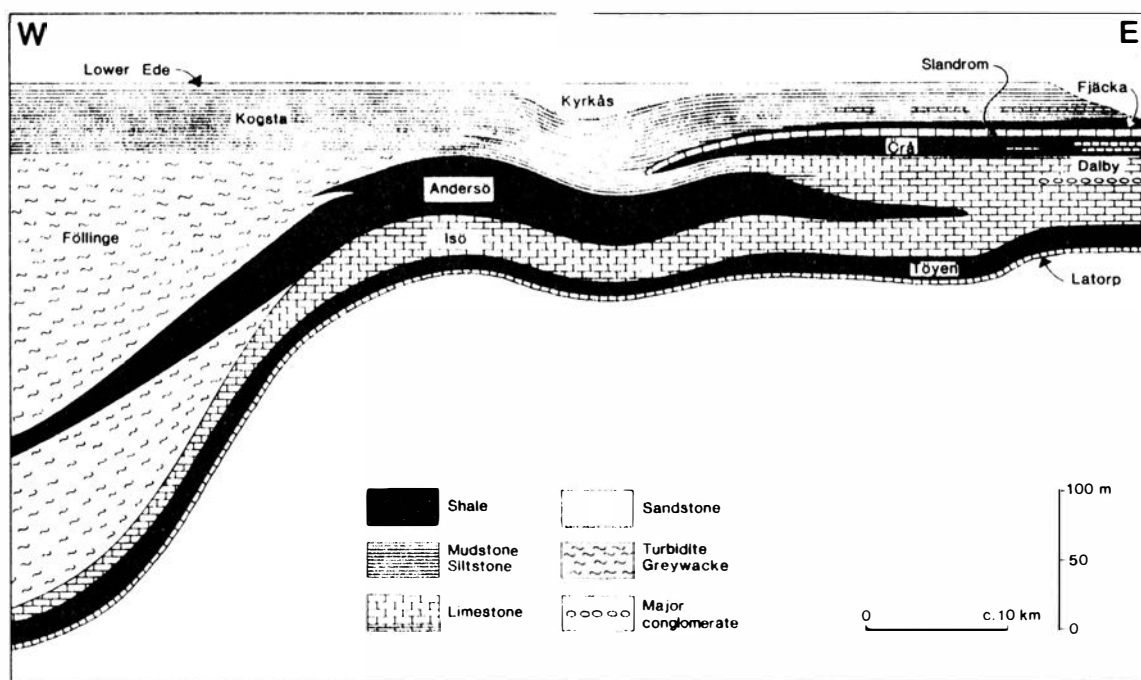 W
E
Lower Ede
Slandrom
Fjäcka
Kyrkås
Kogsta
Örå
Dalby
Andersö
Föllinge
Isö
Töyen
Latorp
Shale
Sandstone
Mudstone
Siltstone
Turbidite
Greywacke
Limestone
Major
conglomerate
0
c.10 km
100 m
50
0